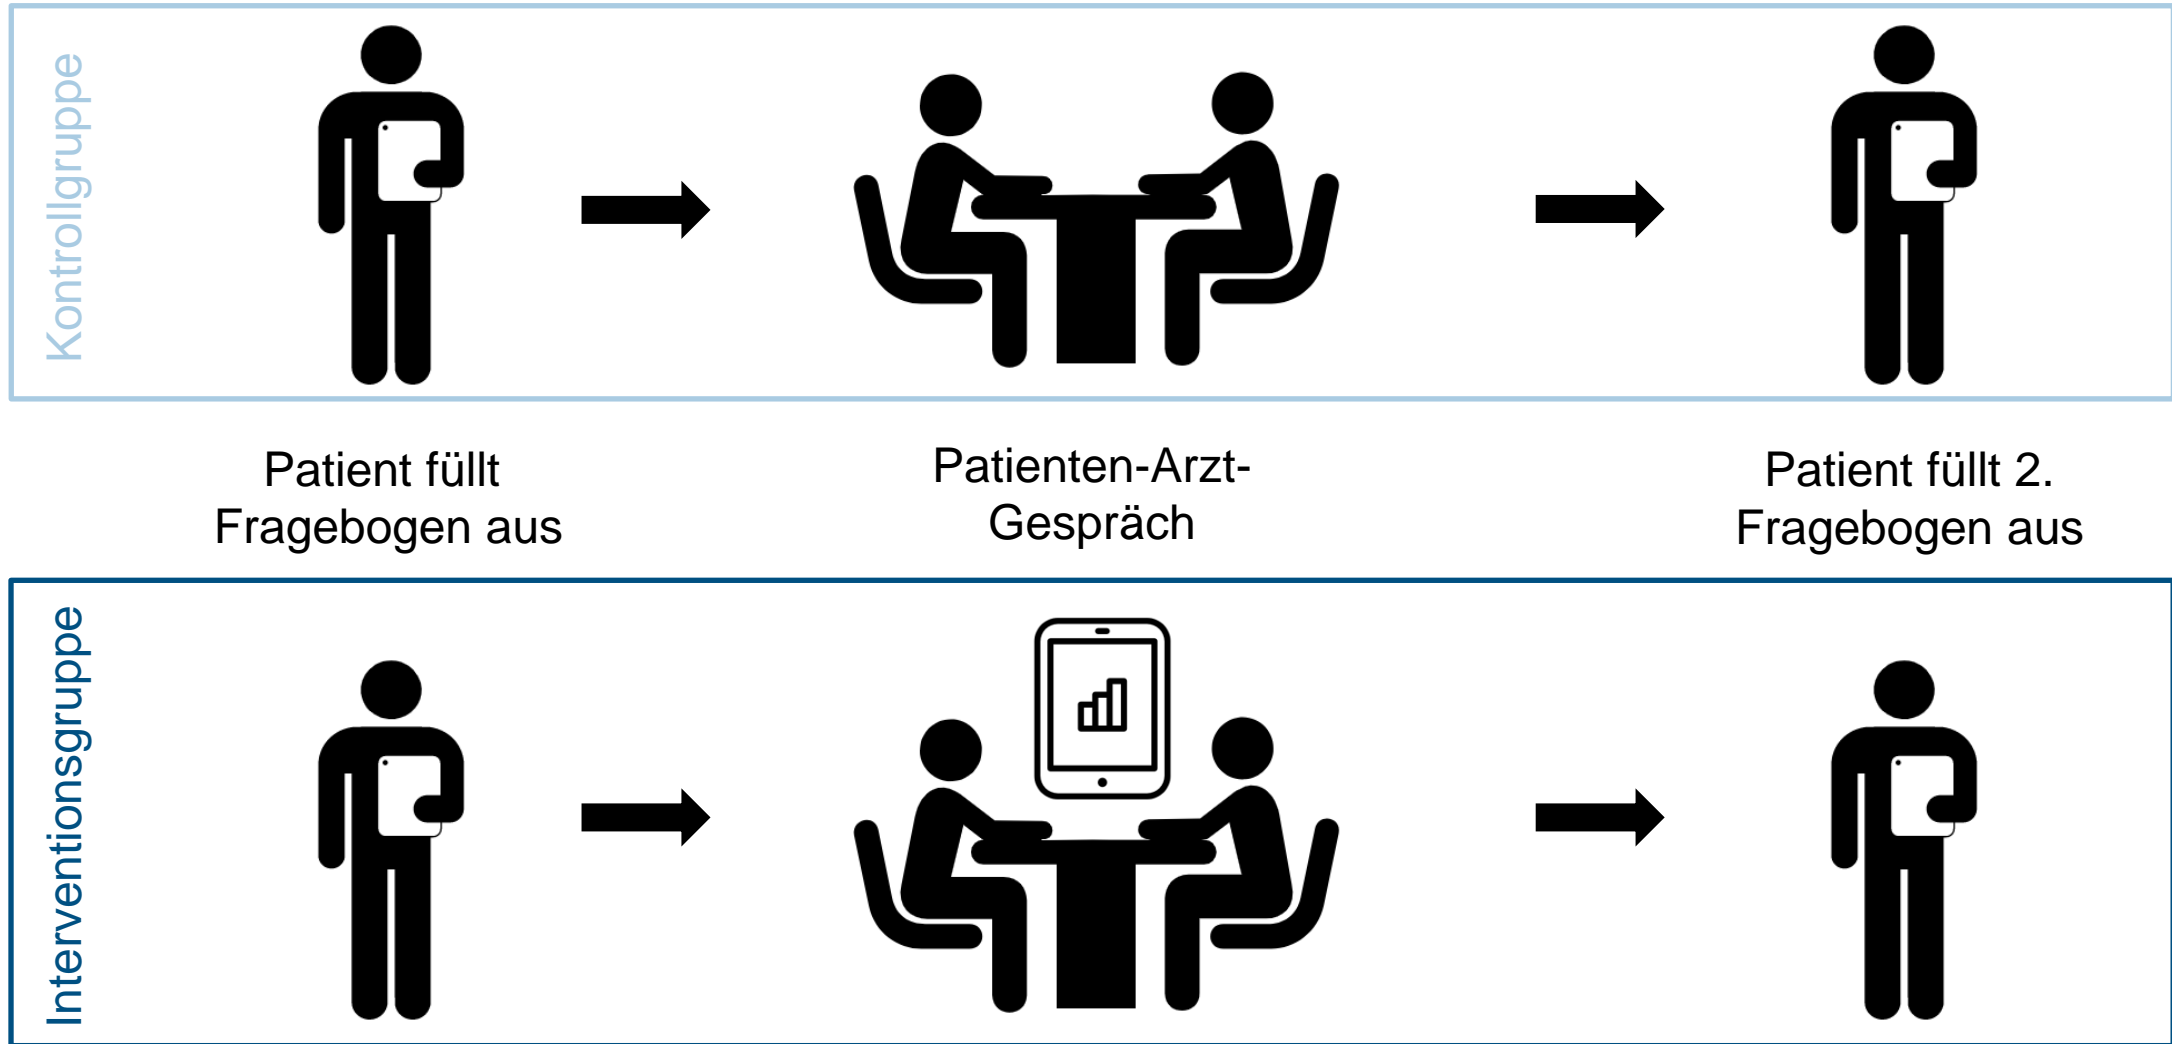 Kontrollgruppe
Patient füllt
Fragebogen aus
Patienten-Arzt-
Gespräch
Patient füllt 2.
Fragebogen aus
Interventionsgruppe